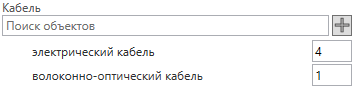 Кабель
Поиск объектов
электрический кабель 4
волоконно-оптический кабель 1